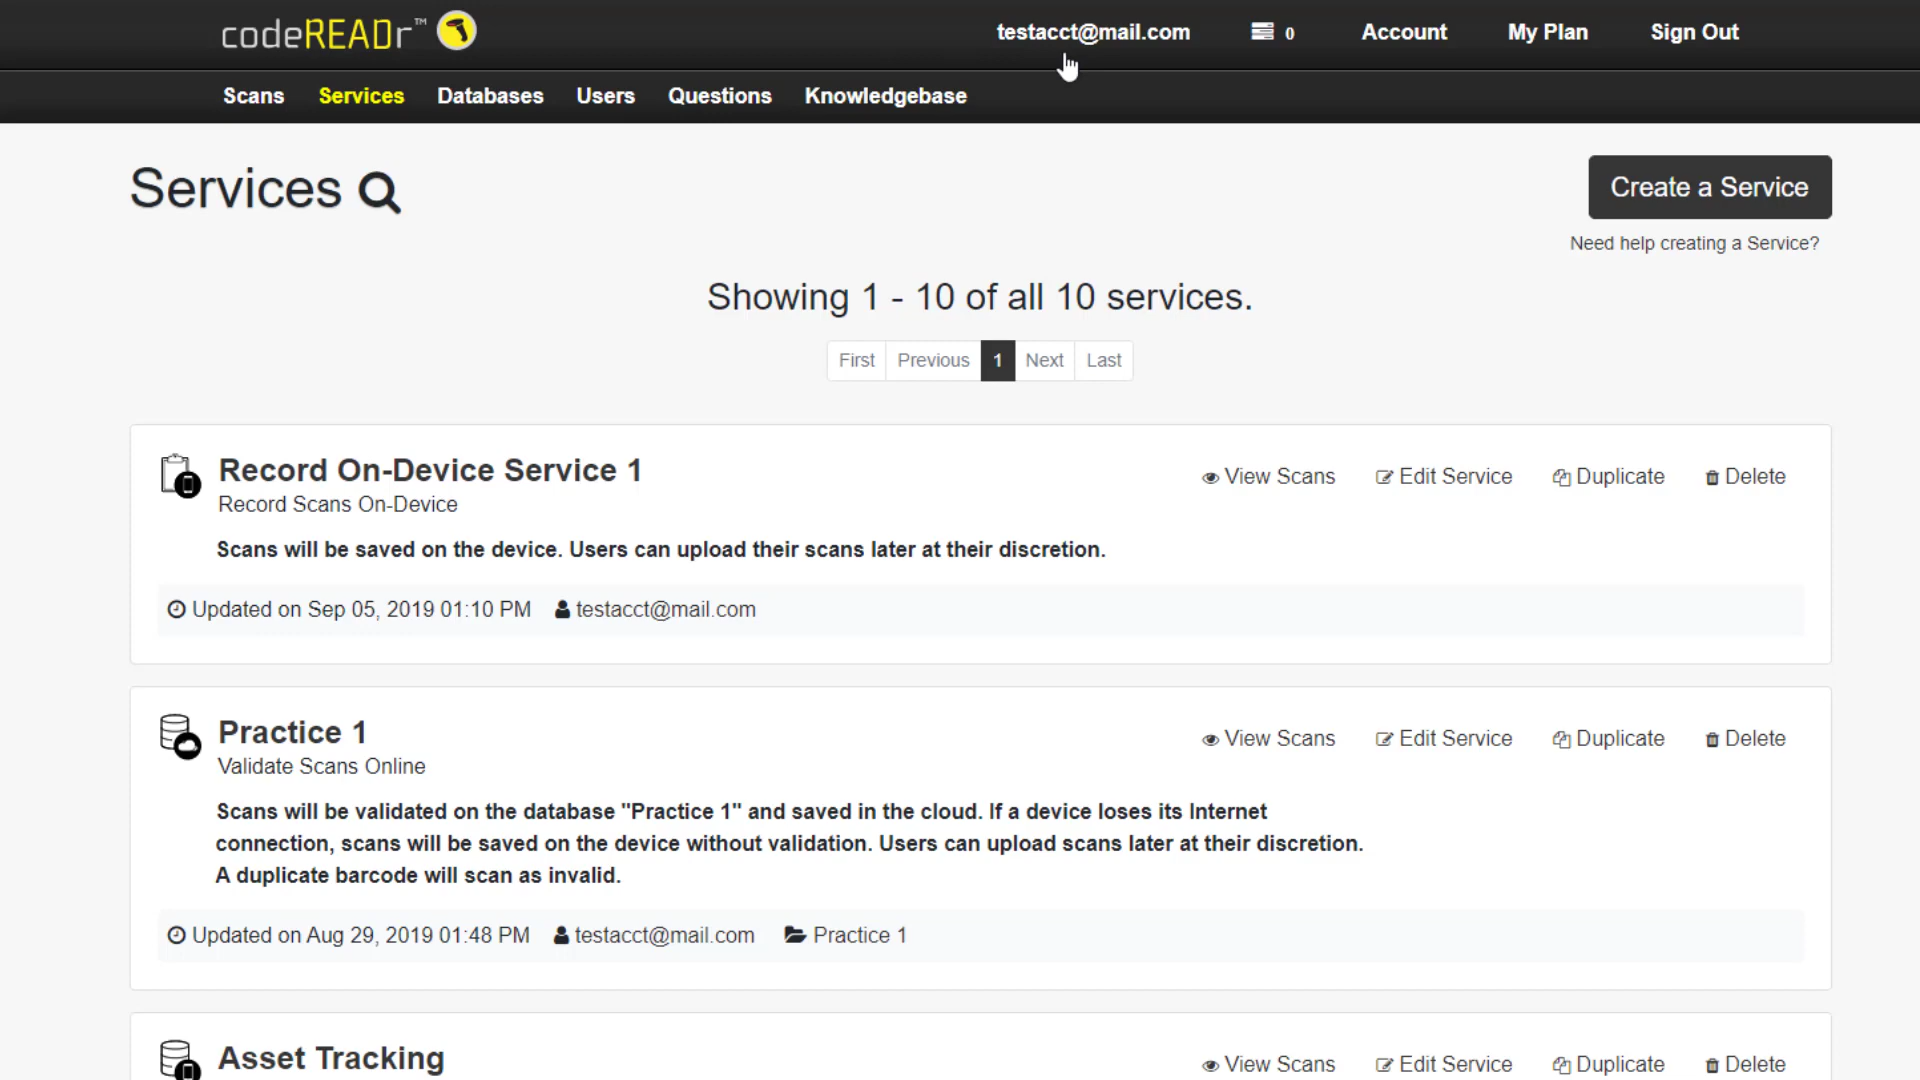 codeREADr™
testacct@mail.com 0 Account My Plan Sign Out
Scans Services Databases Users Questions Knowledgebase
Services
Create a Service
Need help creating a Service?
Showing 1 - 10 of all 10 services.
First Previous 1 Next Last
Record On-Device Service 1
View Scans Edit Service Duplicate Delete
Record Scans On-Device
Scans will be saved on the device. Users can upload their scans later at their discretion.
Updated on Sep 05, 2019 01:10 PM testacct@mail.com
Practice 1
View Scans Edit Service Duplicate Delete
Validate Scans Online
Scans will be validated on the database "Practice 1" and saved in the cloud. If a device loses its Internet
connection, scans will be saved on the device without validation. Users can upload scans later at their discretion.
A duplicate barcode will scan as invalid.
Updated on Aug 29, 2019 01:48 PM testacct@mail.com Practice 1
Asset Tracking
View Scans Edit Service Duplicate Delete